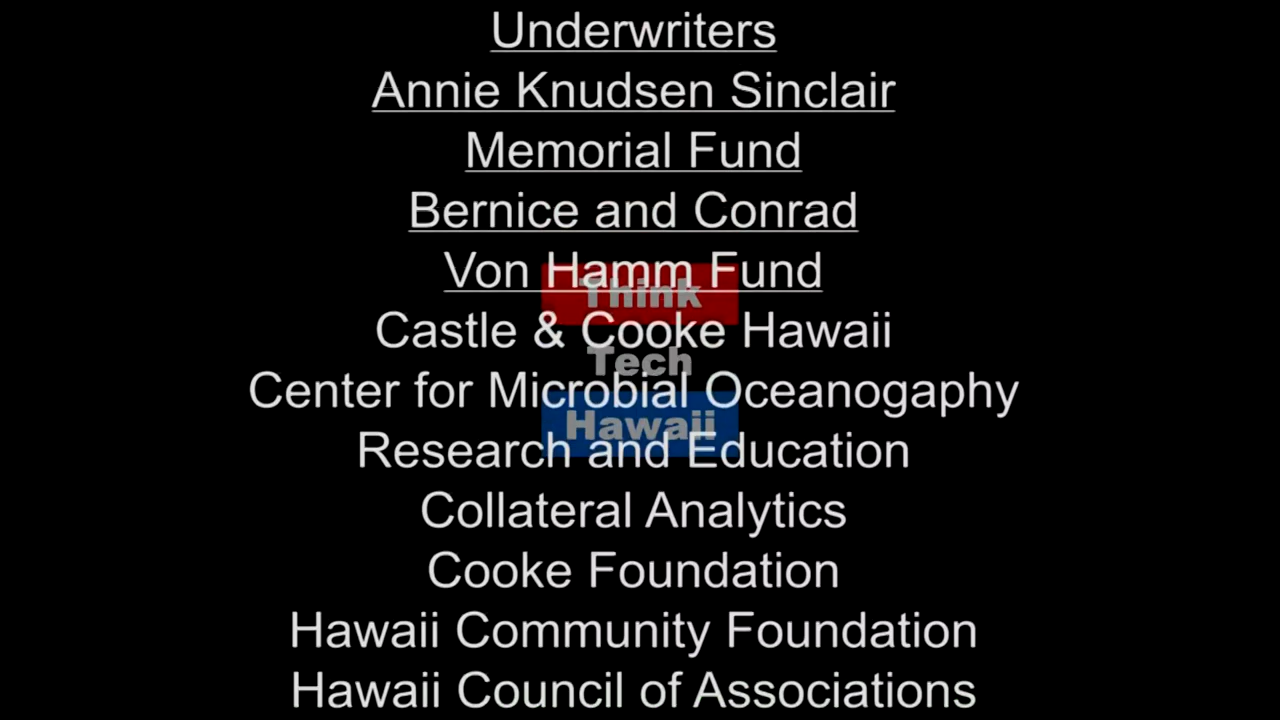 Underwriters
Annie Knudsen Sinclair
Memorial Fund
Bernice and Conrad
Von Hamm Fund
Think
Castle & Cooke Hawaii
Tech
Center for Microbial Oceanogaphy
Hawaii
Research and Education
Collateral Analytics
Cooke Foundation
Hawaii Community Foundation
Hawaii Council of Associations